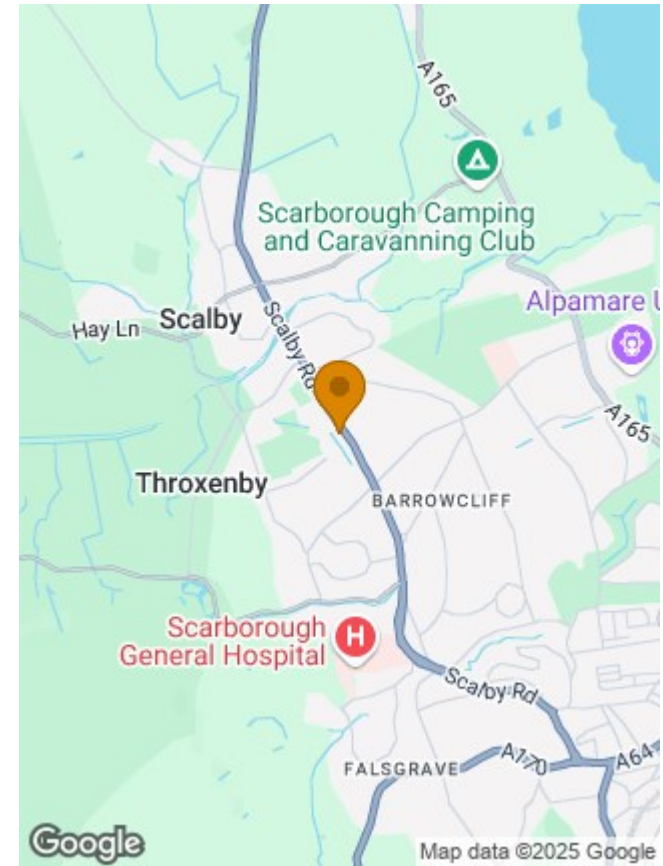 A165
Scarborough Camping
and Caravanning Club
Alpamare U
Hay Ln
Scalby
Scalby Rd
A165
Throxenby
BARROWCLIFF
Scarborough
General Hospital
H
Scalby Rd
FALSGRAVE
A170
A64
Google
Map data ©2025 Google